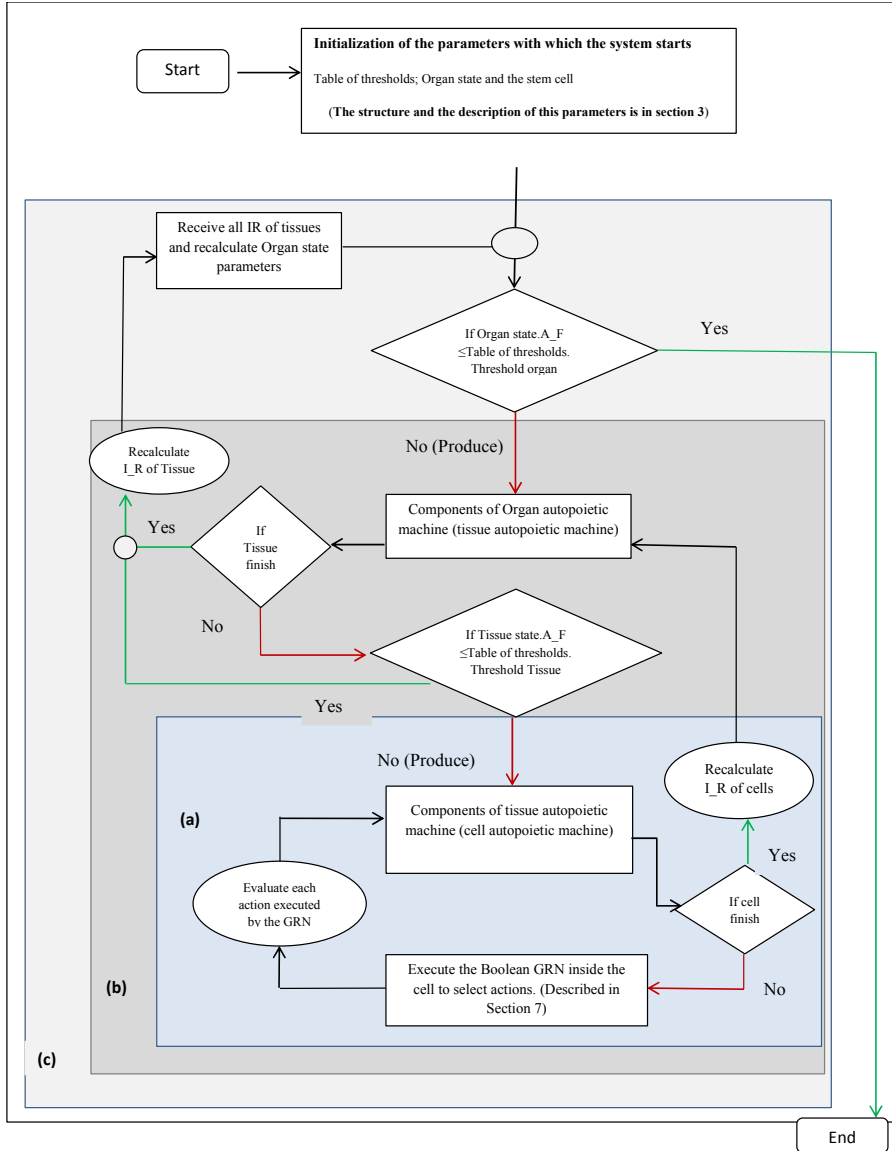 Start
Initialization of the parameters with which the system starts
Table of thresholds; Organ state and the stem cell
(The structure and the description of this parameters is in section 3)
Receive all IR of tissues
and recalculate Organ state
parameters
If Organ state.A_F
≤Table of thresholds.
Threshold organ
Yes
No (Produce)
Recalculate
I_R of Tissue
Components of Organ autopoietic
machine (tissue autopoietic machine)
If
Tissue
finish
Yes
No
If Tissue state.A_F
≤Table of thresholds.
Threshold Tissue
Yes
No (Produce)
Recalculate
I_R of cells
(a)
Components of tissue autopoietic
machine (cell autopoietic machine)
Yes
Evaluate each
action executed
by the GRN
If cell
finish
Execute the Boolean GRN inside the
cell to select actions. (Described in
Section 7)
No
(b)
(c)
End